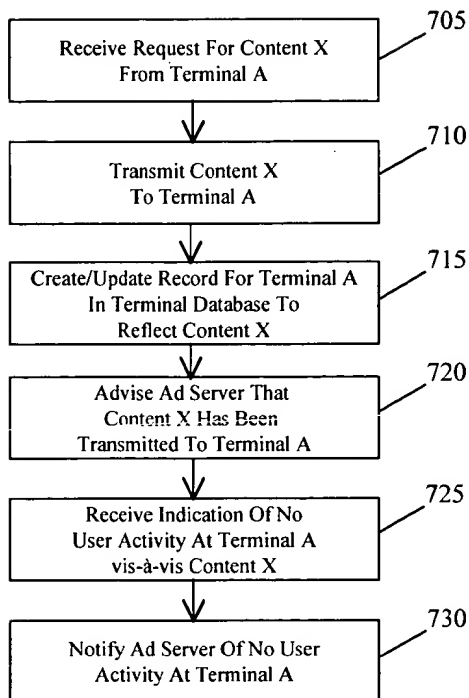 705
Receive Request For Content X
From Terminal A
710
Transmit Content X
To Terminal A
715
Create/Update Record For Terminal A
In Terminal Database To
Reflect Content X
720
Advise Ad Server That
Content X Has Been
Transmitted To Terminal A
725
Receive Indication Of No
User Activity At Terminal A
vis-à-vis Content X
730
Notify Ad Server Of No User
Activity At Terminal A